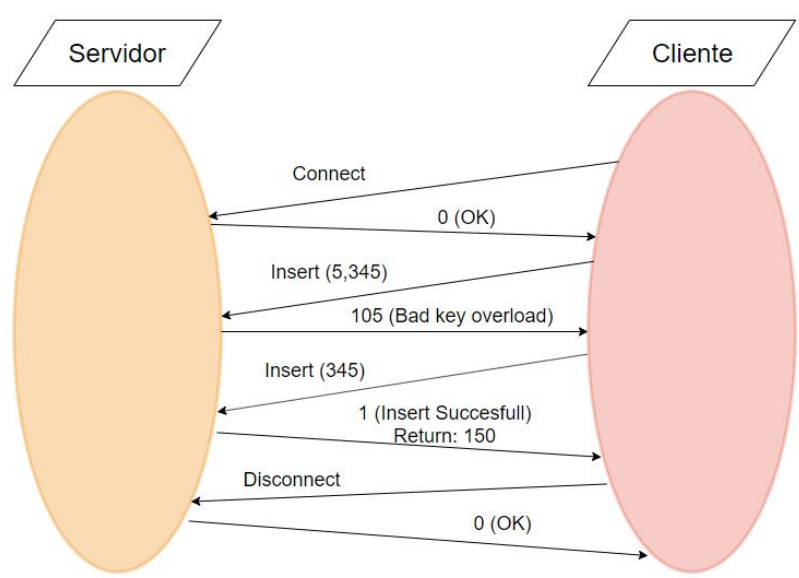 Servidor
Cliente
Connect
0 (OK)
Insert (5,345)
105 (Bad key overload)
Insert (345)
1 (Insert Succesfull)
Return: 150
Disconnect
0 (OK)